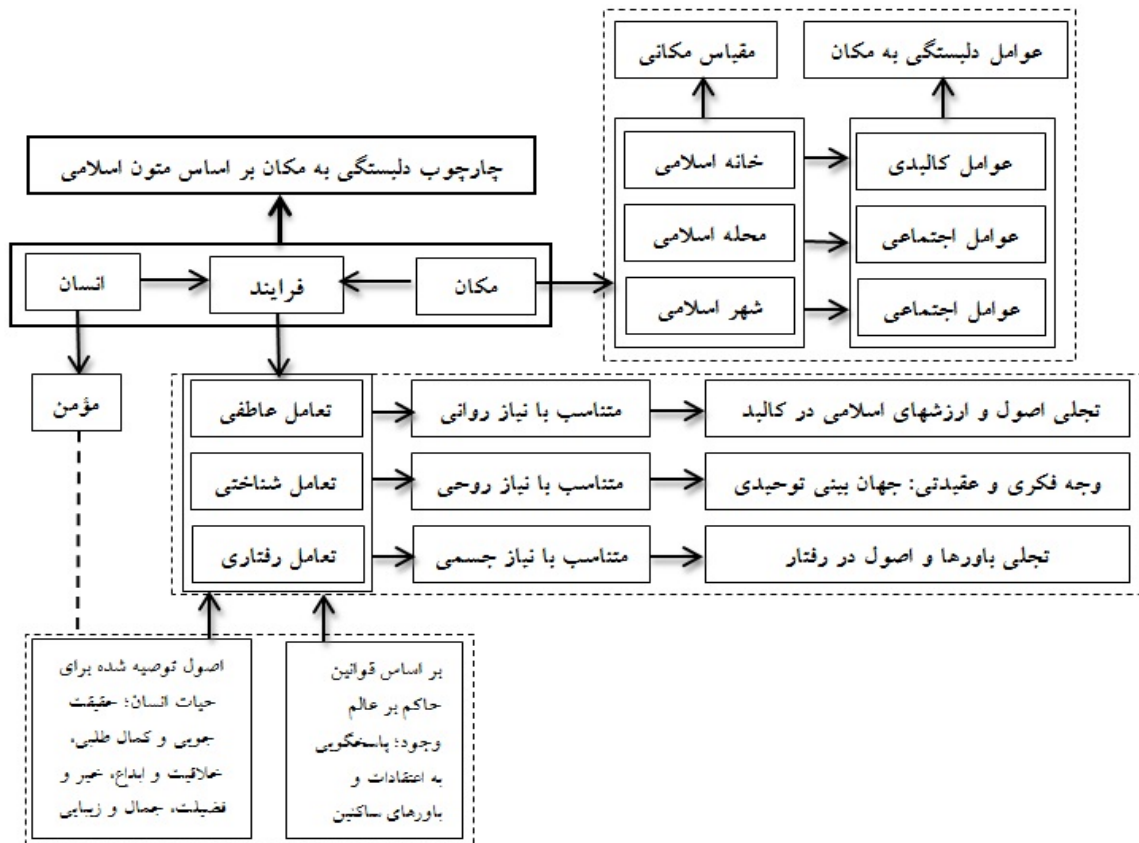 عوامل دلبستگی به مکان
مقیاس مکانی
خانه اسلامی
عوامل کالبدی
محله اسلامی
عوامل اجتماعی
شهر اسلامی
عوامل اجتماعی
چارچوب دلبستگی به مکان بر اساس متون اسلامی
انسان
فرایند
مکان
مؤمن
تعامل عاطفی
متناسب با نیاز روانی
تجلی اصول و ارزشهای اسلامی در کالبد
تعامل شناختی
متناسب با نیاز روحی
وجه فکری و عقیدتی: جهان بینی توحیدی
تعامل رفتاری
متناسب با نیاز جسمی
تجلی باورها و اصول در رفتار
بر اساس قوانین
حاکم بر عالم
وجود؛ پاسخگویی
به اعتقادات و
باورهای ساکنین
اصول توصیه شده برای
حیات انسان؛ حقیقت
جویی و کمال طلبی،
خلاقیت و ابداع، خیر و
فضیلت، جمال و زیبایی